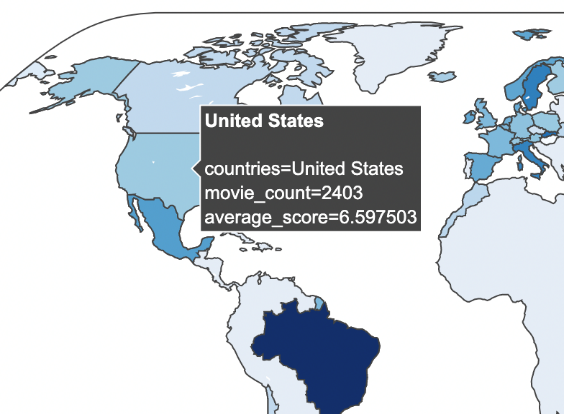 United States
countries=United States
movie_count=2403
average_score=6.597503